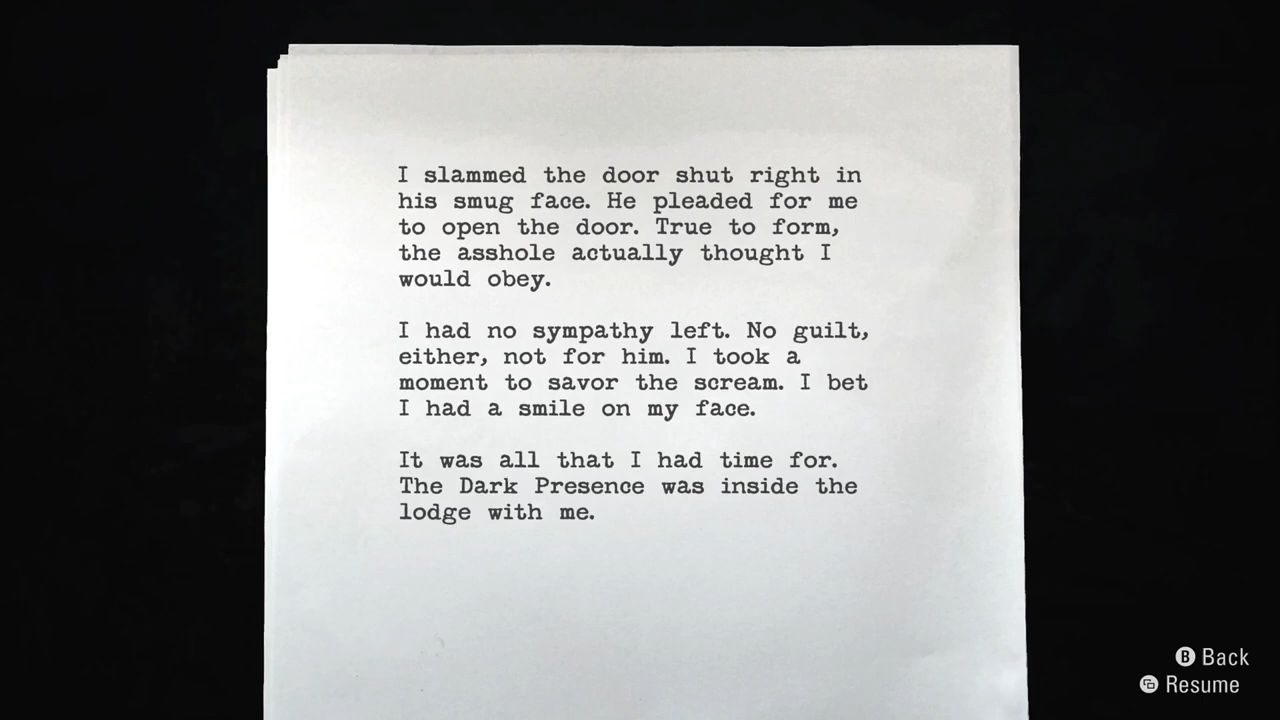 I slammed the door shut right in
his smug face. He pleaded for me
to open the door. True to form,
the asshole actually thought I
would obey.
I had no sympathy left. No guilt,
either, not for him. I took a
moment to savor the scream. I bet
I had a smile on my face.
It was all that I had time for.
The Dark Presence was inside the
lodge with me.
B Back
Resume